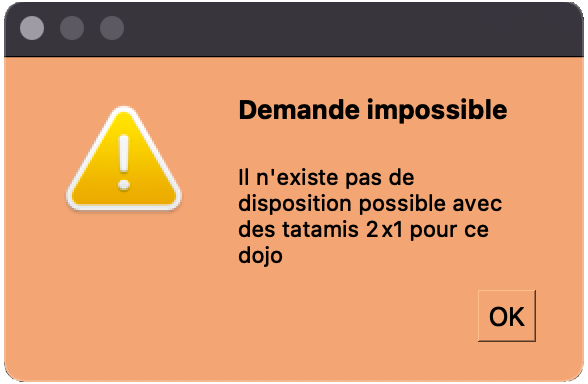 Demande impossible
Il n'existe pas de
disposition possible avec
des tatamis 2x1 pour ce
dojo
OK